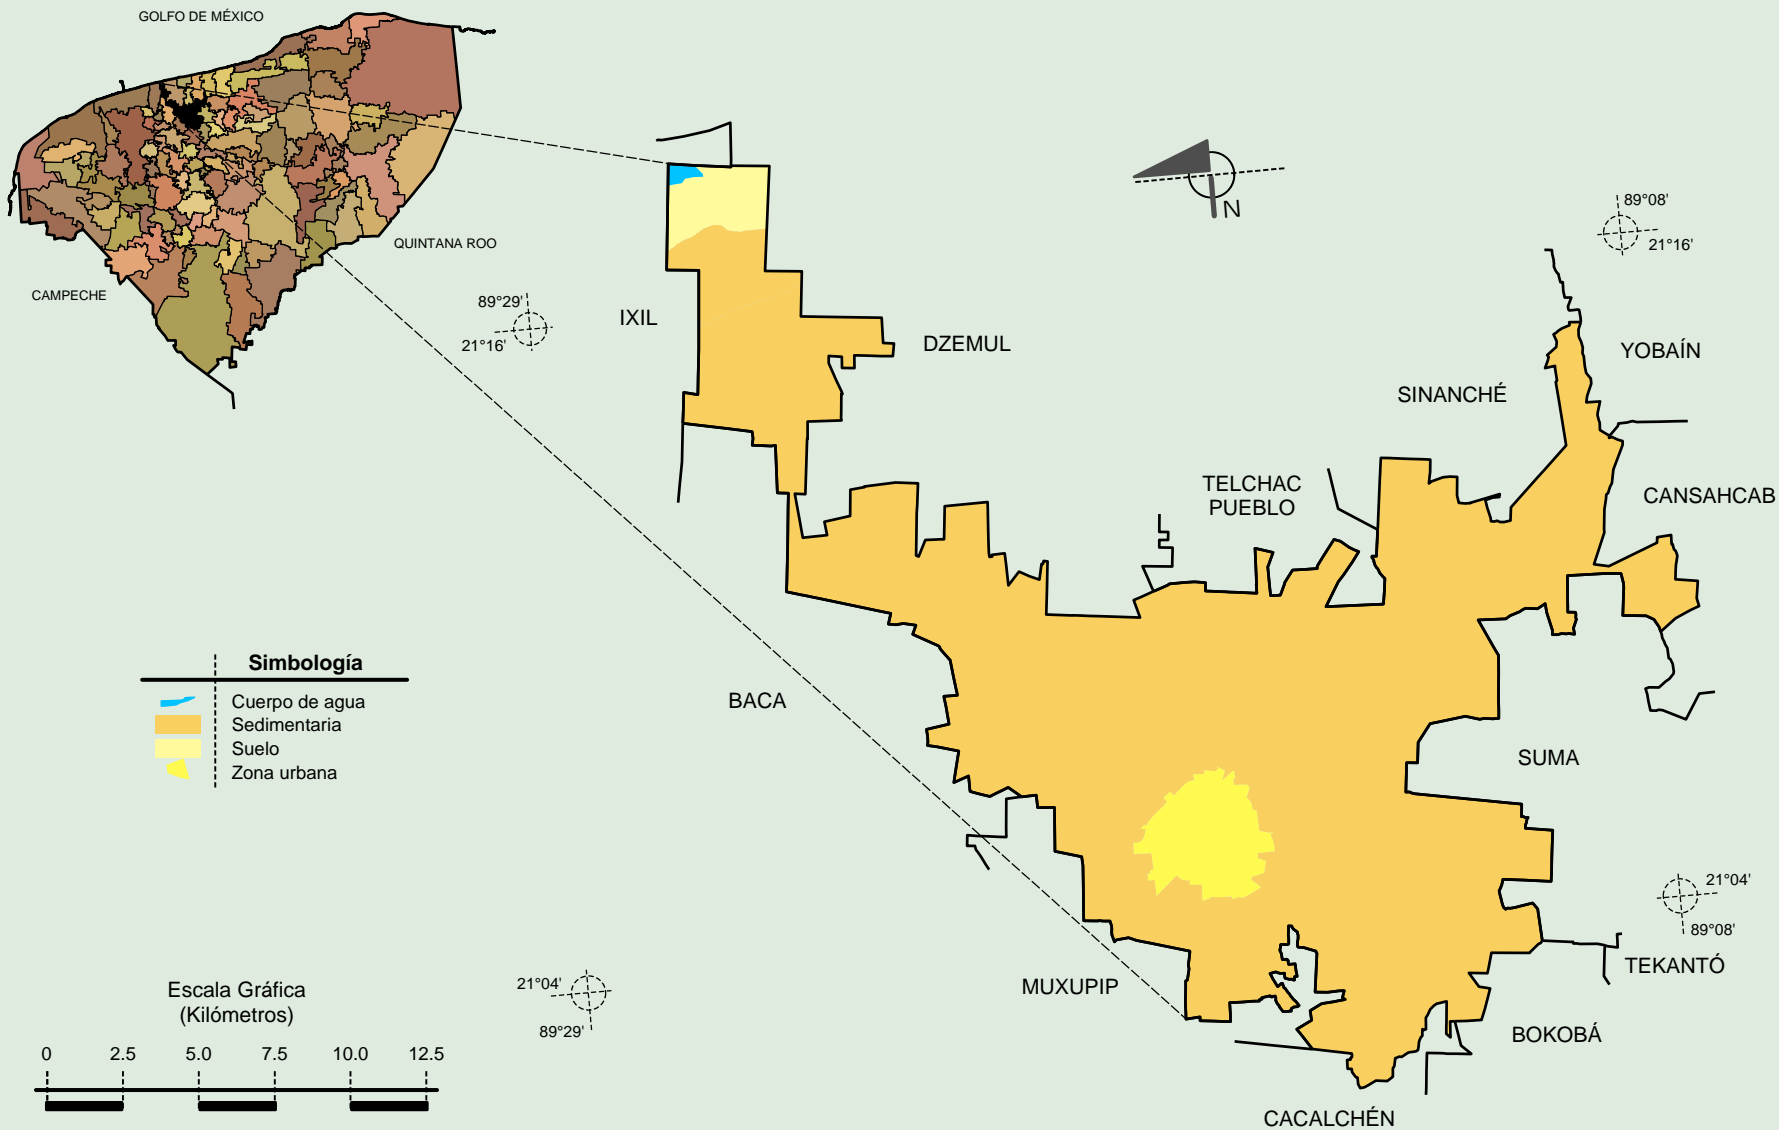 GOLFO DE MÉXICO
QUINTANA ROO
CAMPECHE
N
89°08'
21°16'
89°29'
21°16'
IXIL
DZEMUL
YOBAÍN
SINANCHÉ
TELCHAC
PUEBLO
CANSAHCAB
Simbología
Cuerpo de agua
Sedimentaria
Suelo
Zona urbana
BACA
SUMA
21°04'
89°08'
TEKANTÓ
MUXUPIP
21°04'
89°29'
BOKOBÁ
CACALCHÉN
Escala Gráfica
(Kilómetros)
0 2.5 5.0 7.5 10.0 12.5